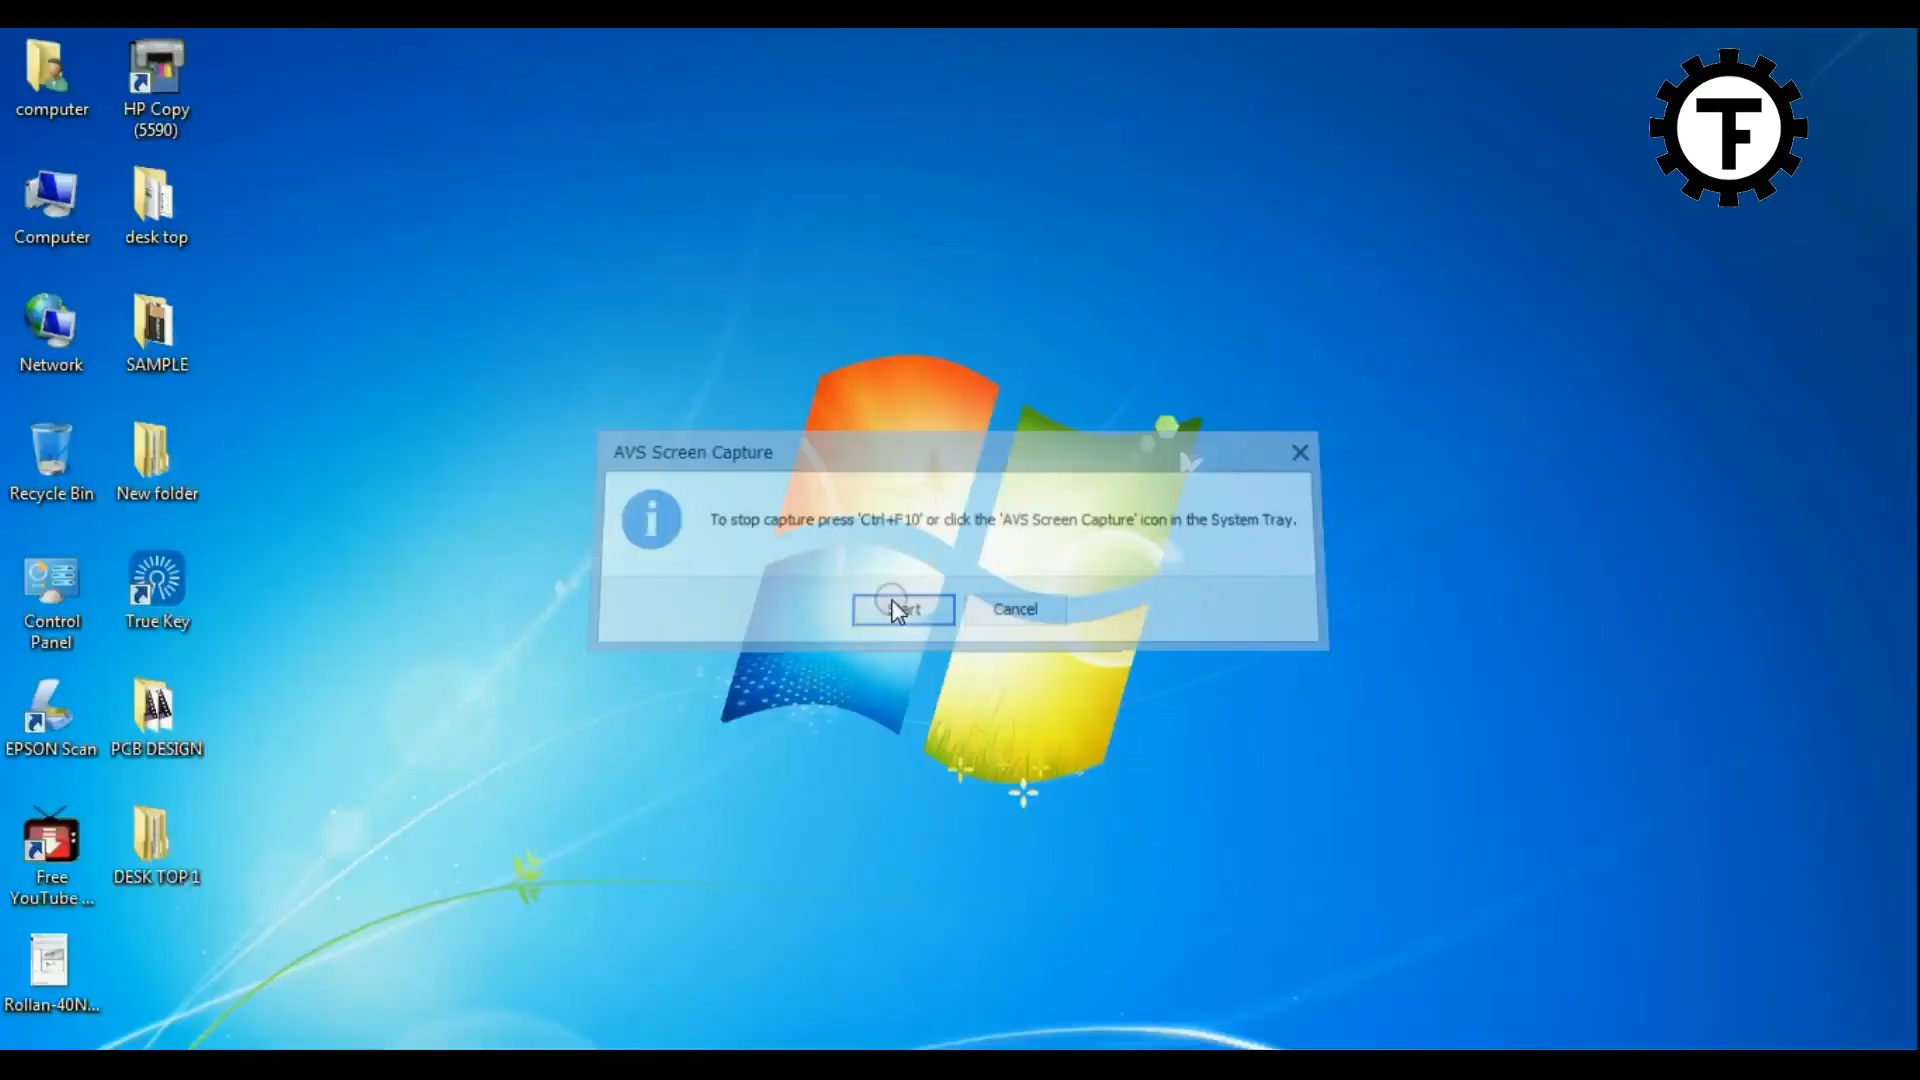 computer
HP Copy
(5590)
TF
Computer
desk top
Network
SAMPLE
AVS Screen Capture
To stop capture press 'Ctrl+F10' or click the 'AVS Screen Capture' icon in the System Tray.
Recycle Bin
New folder
Cancel
Control
Panel
True Key
EPSON Scan
PCB DESIGN
Free
YouTube ...
DESK TOP 1
Rollan-40N...